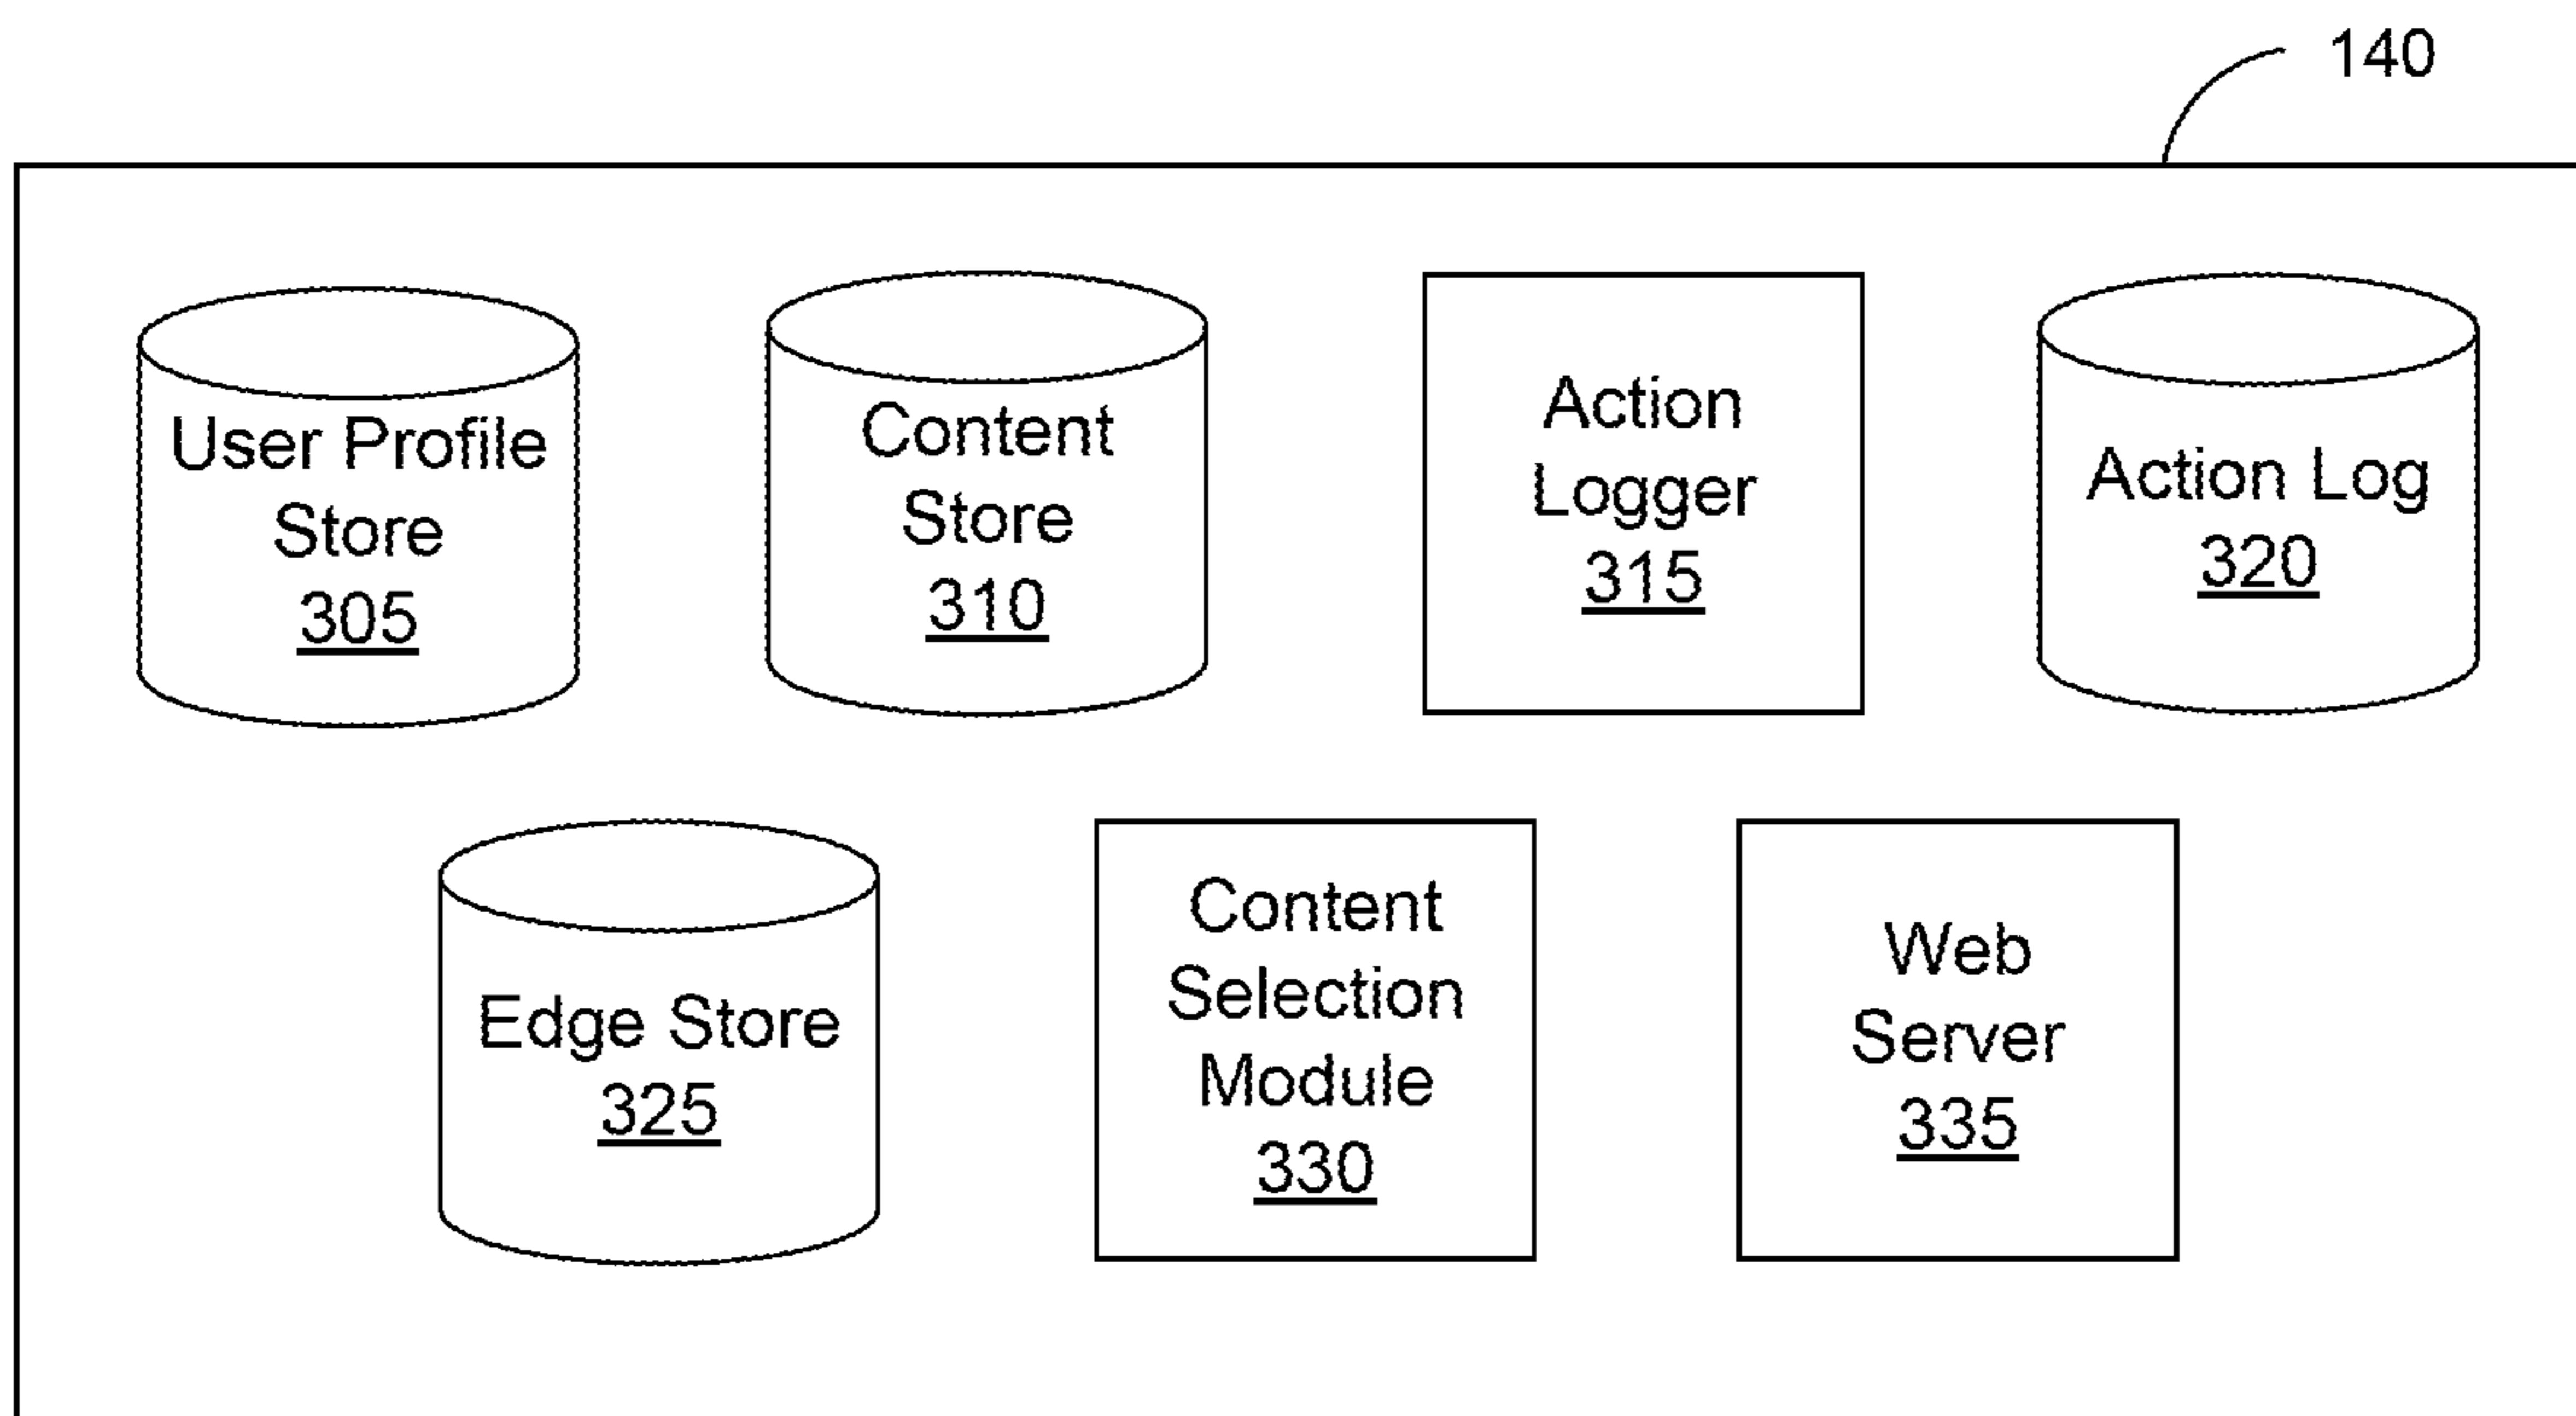 140
User Profile
Store
305
Content
Store
310
Action
Logger
315
Action Log
320
Edge Store
325
Content
Selection
Module
330
Web
Server
335